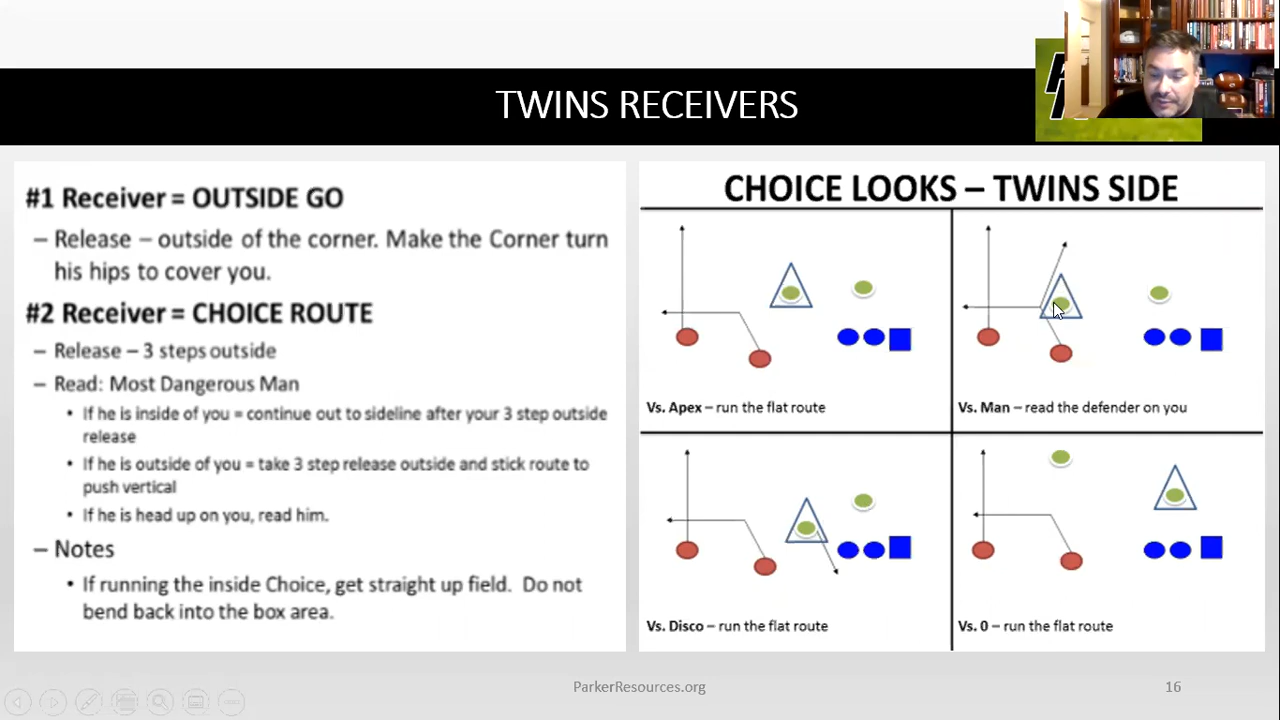 TWINS RECEIVERS
#1 Receiver = OUTSIDE GO
– Release – outside of the corner. Make the Corner turn
his hips to cover you.
#2 Receiver = CHOICE ROUTE
– Release – 3 steps outside
– Read: Most Dangerous Man
• If he is inside of you = continue out to sideline after your 3 step outside
release
• If he is outside of you = take 3 step release outside and stick route to
push vertical
• If he is head up on you, read him.
– Notes
• If running the inside Choice, get straight up field. Do not
bend back into the box area.
CHOICE LOOKS – TWINS SIDE
Vs. Apex – run the flat route
Vs. Man – read the defender on you
Vs. Disco – run the flat route
Vs. 0 – run the flat route
ParkerResources.org
16